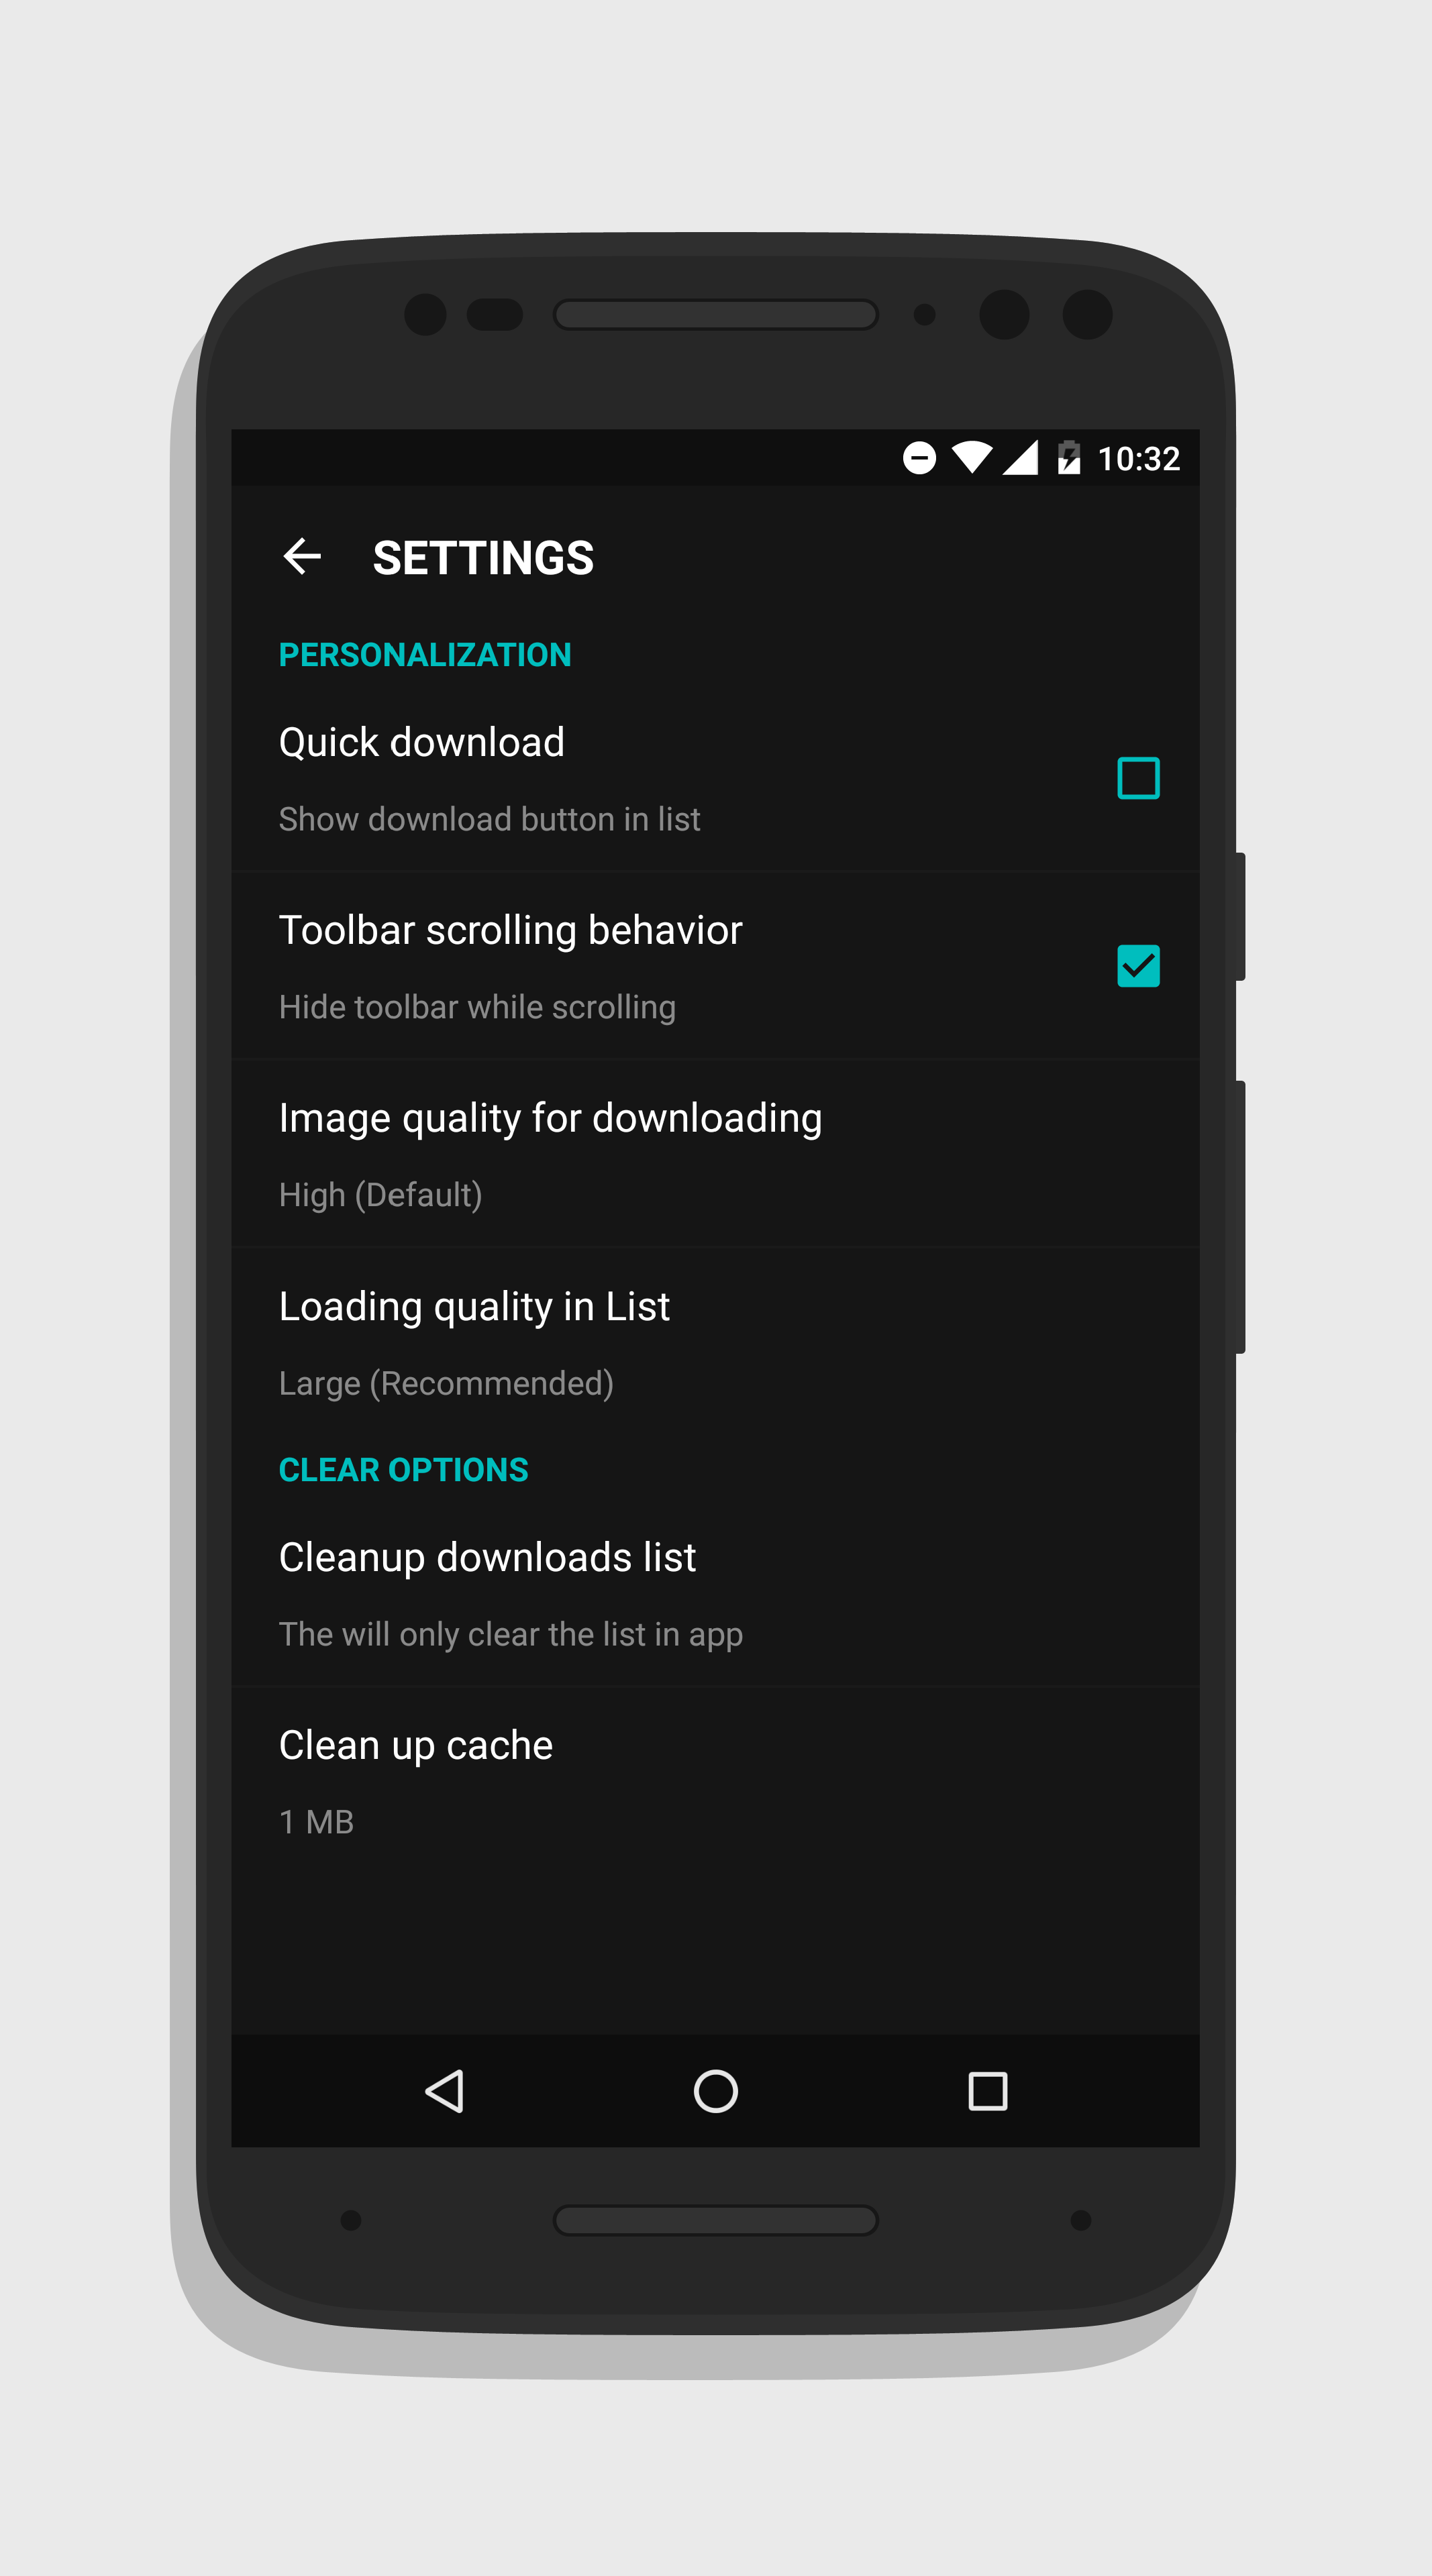 10:32
SETTINGS
PERSONALIZATION
Quick download
Show download button in list
Toolbar scrolling behavior
Hide toolbar while scrolling
Image quality for downloading
High (Default)
Loading quality in List
Large (Recommended)
CLEAR OPTIONS
Cleanup downloads list
The will only clear the list in app
Clean up cache
1 MB